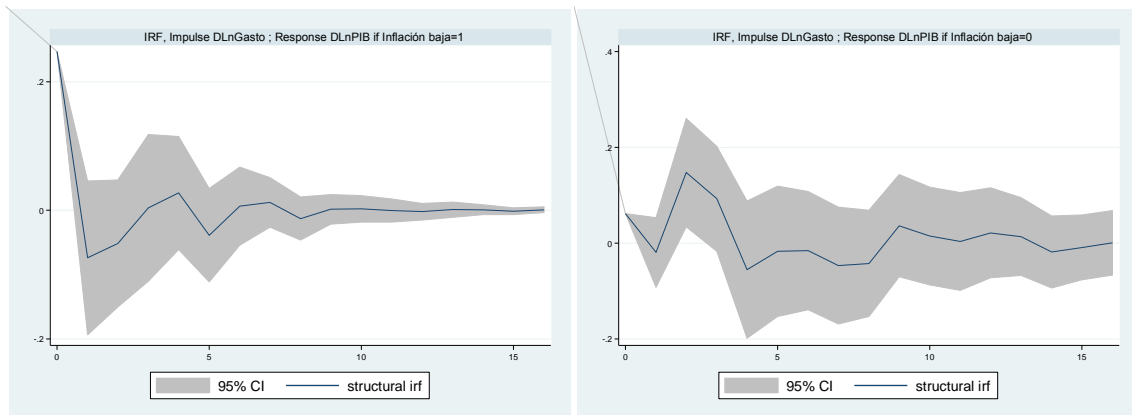 IRF, Impulse DLnGasto ; Response DLnPIB if Inflación baja=1
.2
0
-.2
0
5
10
15
95% CI
structural irf
IRF, Impulse DLnGasto ; Response DLnPIB if Inflación baja=0
.4
.2
0
-.2
0
5
10
15
95% CI
structural irf